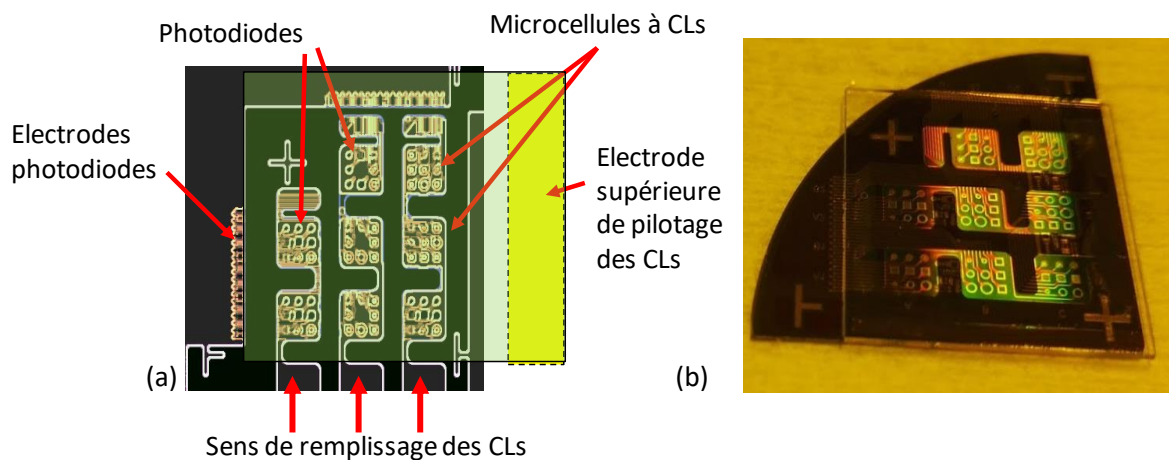 Photodiodes
Microcellules à CLs
Electrodes
photodiodes
Electrode
supérieure
de pilotage
des CLs
(a)
(b)
Sens de remplissage des CLs